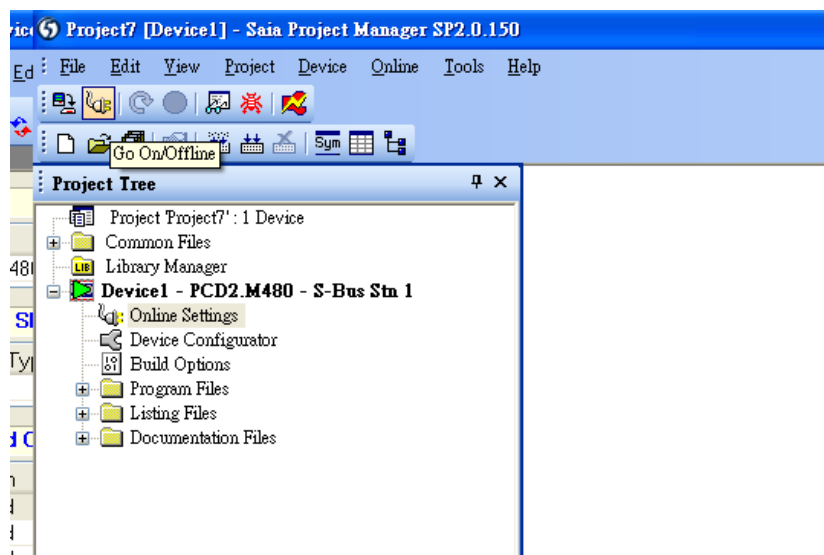 Project7 [Device1] - Saia Project Manager SP2.0.150
Ed
File Edit View Project Device Online Tools Help
Sym
Go On/Offline
Project Tree
Project 'Project7' : 1 Device
Common Files
LIB Library Manager
Device1 - PCD2.M480 - S-Bus Stn 1
Online Settings
Device Configurator
Build Options
Program Files
Listing Files
Documentation Files